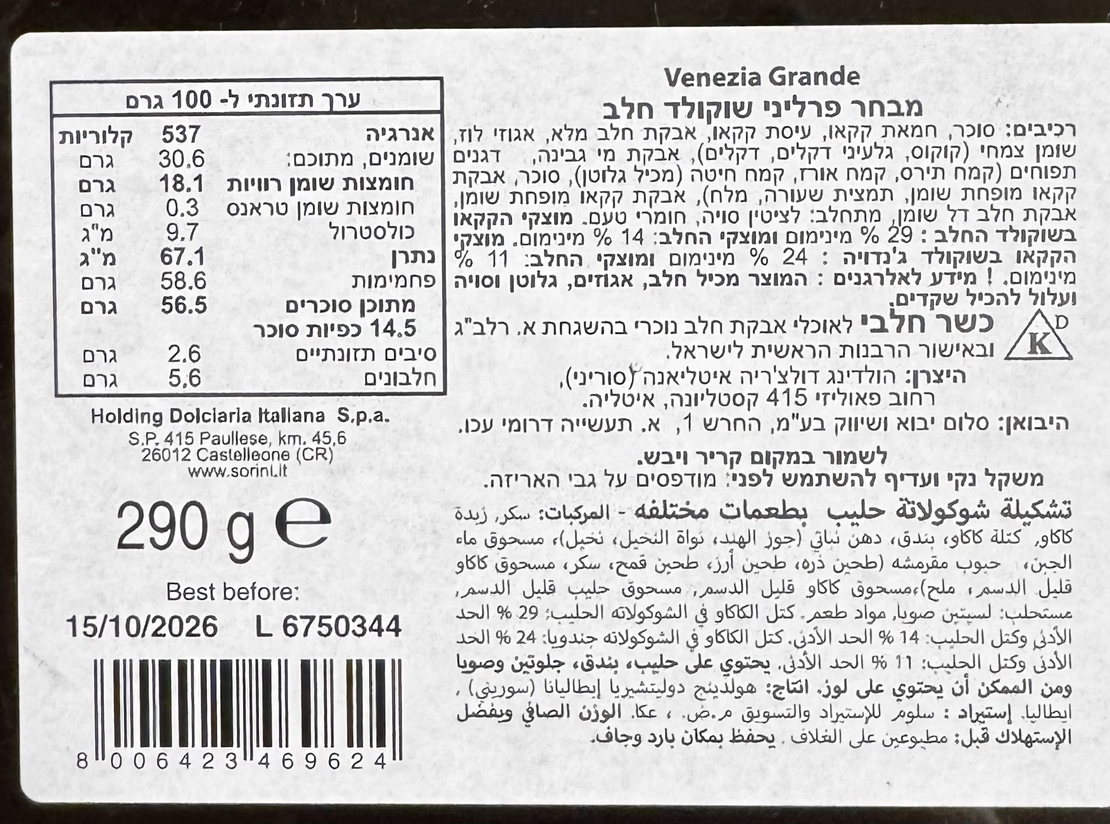 Venezia Grande
מבחר פרליני שוקולד חלב
רכיבים: סוכר, חמאת קקאו, עיסת קקאו, אבקת חלב מלא, אגוזי לוז,
שומן צמחי (קוקוס, גלעיני דקלים, דקלים), אבקת מי גבינה, דגנים
תפוחים (קמח תירס, קמח אורז, קמח חיטה (מכיל גלוטן), סוכר, אבקת
קקאו מופחת שומן, תמצית שעורה, מלח), אבקת קקאו מופחת שומן,
אבקת חלב דל שומן, מתחלב: לציטין סויה, חומרי טעם. מוצקי הקקאו
בשוקולד החלב : 29 % מינימום ומוצקי החלב: 14 % מינימום. מוצקי
הקקאו בשוקולד ג'נדויה : 24 % מינימום ומוצקי החלב: 11 %
מינימום. ! מידע לאלרגנים : המוצר מכיל חלב, אגוזים, גלוטן וסויה
ועלול להכיל שקדים.
כשר חלבי לאוכלי אבקת חלב נוכרי בהשגחת א. רלב"ג
ובאישור הרבנות הראשית לישראל.
K D
היצרן: הולדינג דולצ'ריה איטליאנה (סוריני),
רחוב פאוליזי 415 קסטליונה, איטליה.
היבואן: סלום יבוא ושיווק בע"מ, החרש 1, א. תעשייה דרומי עכו.
לשמור במקום קריר ויבש.
משקל נקי ועדיף להשתמש לפני: מודפסים על גבי האריזה.
تشكيلة شوكولاتة حليب بطعمات مختلفه - المركبات: سكر, زبدة
كاكاو, كتلة كاكاو، بندق، دهن نباتي (جوز الهند، نواة النخيل، نخيل)، مسحوق ماء
الجبن، حبوب مقرمشه (طحين ذره، طحين أرز، طحين قمح، سكر، مسحوق كاكاو
قليل الدسم، ملح)،مسحوق كاكاو قليل الدسم, مسحوق حليب قليل الدسم,
مستحلب: لسيتين صويا, مواد طعم. كتل الكاكاو في الشوكولاته الحليب: 29 % الحد
الأدنى وكتل الحليب: 14 % الحد الأدنى. كتل الكاكاو في الشوكولاته جندويا: 24 % الحد
الأدنى وكتل الحليب: 11 % الحد الأدنى. يحتوي على حليب، بندق، جلوتين وصويا
ومن الممكن أن يحتوي على لوز. انتاج: هولدينج دوليتشيريا إيطاليانا (سوريني) ,
ايطاليا. إستيراد : سلوم للإستيراد والتسويق م.ض. ، عكا. الوزن الصافي ويفضل
الإستهلاك قبل: مطبوعين على الغلاف . يحفظ بمكان بارد وجاف.
ערך תזונתי ל- 100 גרם
אנרגיה 537 קלוריות
שומנים, מתוכם: 30.6 גרם
חומצות שומן רוויות 18.1 גרם
חומצות שומן טראנס 0.3 גרם
כולסטרול 9.7 מ"ג
נתרן 67.1 מ"ג
פחמימות 58.6 גרם
מתוכן סוכרים 56.5 גרם
14.5 כפיות סוכר
סיבים תזונתיים 2.6 גרם
חלבונים 5.6 גרם
Holding Dolciaria Italiana S.p.a.
S.P. 415 Paullese, km. 45,6
26012 Castelleone (CR)
www.sorini.it
290 g e
Best before:
15/10/2026 L 6750344
8 006423 469624